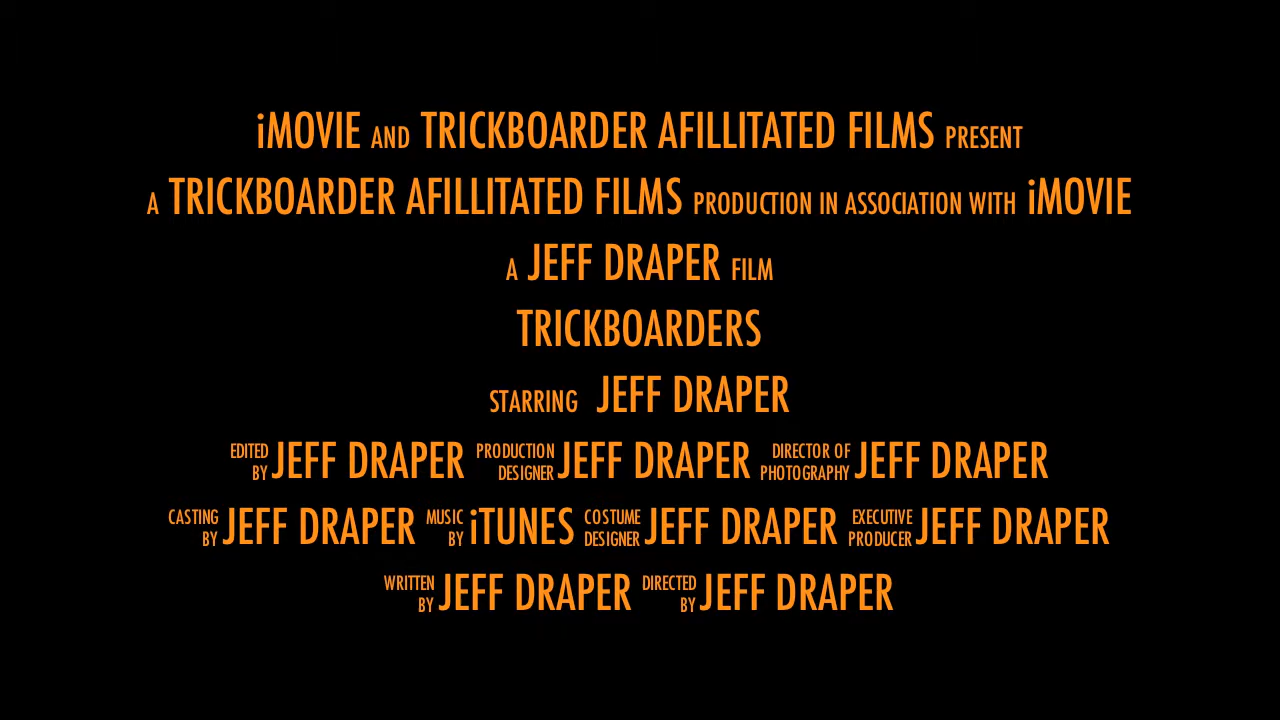 iMOVIE AND TRICKBOARDER AFILLITATED FILMS PRESENT
A TRICKBOARDER AFILLITATED FILMS PRODUCTION IN ASSOCIATION WITH iMOVIE
A JEFF DRAPER FILM
TRICKBOARDERS
STARRING JEFF DRAPER
EDITED BY JEFF DRAPER PRODUCTION DESIGNER JEFF DRAPER DIRECTOR OF PHOTOGRAPHY JEFF DRAPER
CASTING BY JEFF DRAPER MUSIC BY iTUNES COSTUME DESIGNER JEFF DRAPER EXECUTIVE PRODUCER JEFF DRAPER
WRITTEN BY JEFF DRAPER DIRECTED BY JEFF DRAPER